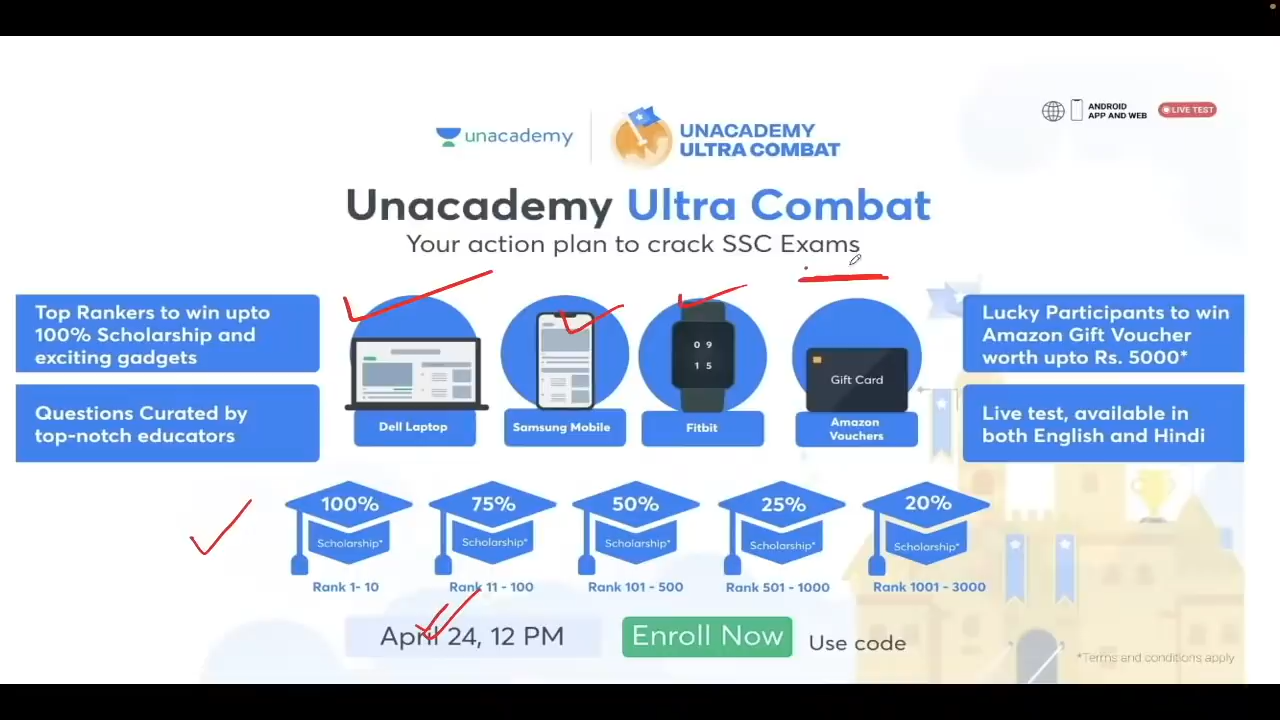 ANDROID
APP AND WEB
LIVE TEST
unacademy
UNACADEMY
ULTRA COMBAT
Unacademy Ultra Combat
Your action plan to crack SSC Exams
Top Rankers to win upto
100% Scholarship and
exciting gadgets
Questions Curated by
top-notch educators
09
15
Gift Card
Dell Laptop
Samsung Mobile
Fitbit
Amazon
Vouchers
Lucky Participants to win
Amazon Gift Voucher
worth upto Rs. 5000*
Live test, available in
both English and Hindi
100%
Scholarship*
Rank 1- 10
75%
Scholarship*
Rank 11 - 100
50%
Scholarship*
Rank 101 - 500
25%
Scholarship*
Rank 501 - 1000
20%
Scholarship*
Rank 1001 - 3000
April 24, 12 PM
Enroll Now
Use code
*Terms and conditions apply